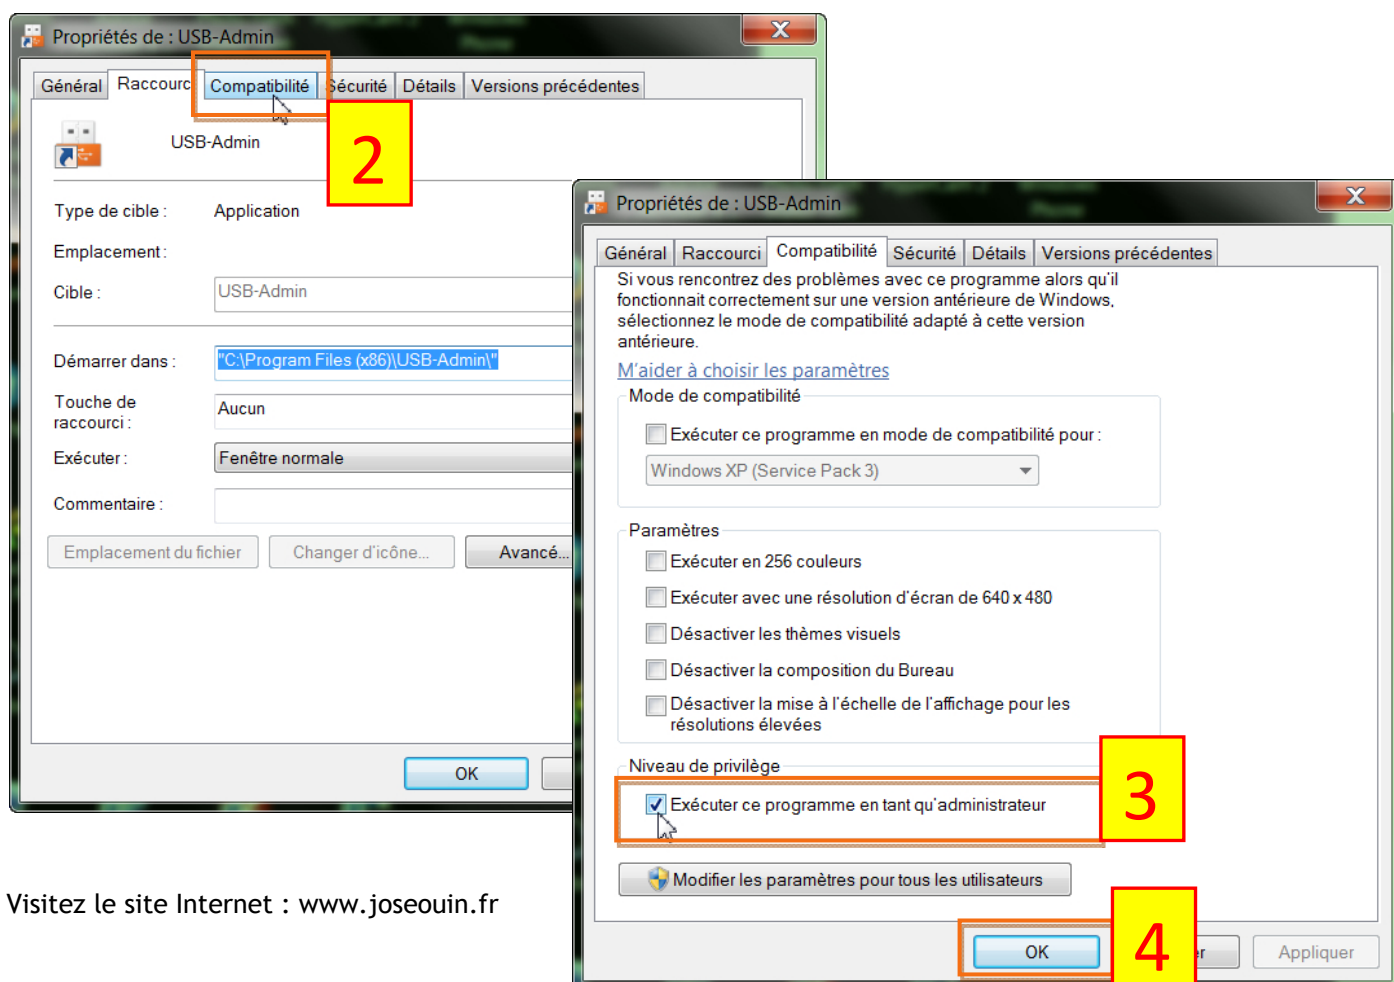 Propriétés de : USB-Admin
Général Raccourc Compatibilité Sécurité Détails Versions précédentes
2
USB-Admin
Type de cible : Application
Emplacement :
Cible : USB-Admin
Démarrer dans : "C:\Program Files (x86)\USB-Admin\"
Touche de
raccourci : Aucun
Exécuter : Fenêtre normale
Commentaire :
Emplacement du fichier Changer d'icône... Avancé...
OK
Propriétés de : USB-Admin
Général Raccourci Compatibilité Sécurité Détails Versions précédentes
Si vous rencontrez des problèmes avec ce programme alors qu'il
fonctionnait correctement sur une version antérieure de Windows,
sélectionnez le mode de compatibilité adapté à cette version
antérieure.
M'aider à choisir les paramètres
Mode de compatibilité
Exécuter ce programme en mode de compatibilité pour :
Windows XP (Service Pack 3)
Paramètres
Exécuter en 256 couleurs
Exécuter avec une résolution d'écran de 640 x 480
Désactiver les thèmes visuels
Désactiver la composition du Bureau
Désactiver la mise à l'échelle de l'affichage pour les
résolutions élevées
Niveau de privilège
Exécuter ce programme en tant qu'administrateur
3
Modifier les paramètres pour tous les utilisateurs
OK 4 r Appliquer
Visitez le site Internet : www.joseouin.fr